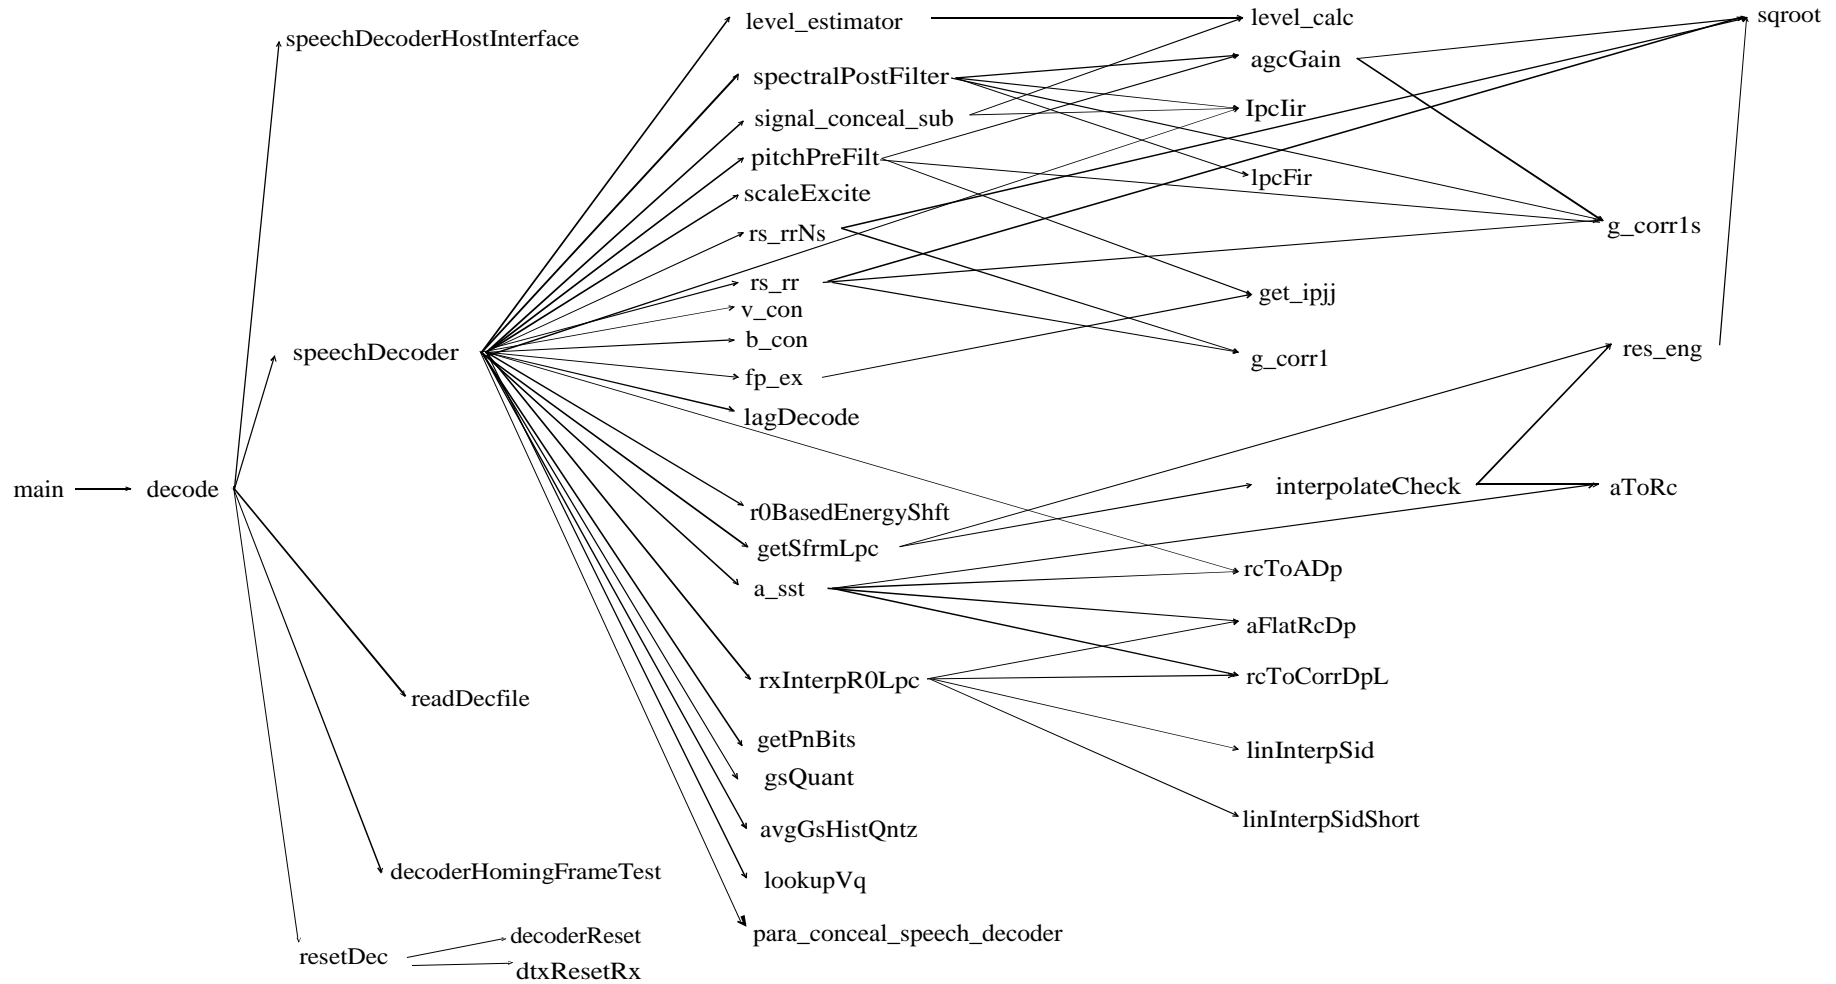 level_estimator
level_calc
sqroot
speechDecoderHostInterface
agcGain
spectralPostFilter
IpcIir
signal_conceal_sub
pitchPreFilt
lpcFir
scaleExcite
g_corr1s
rs_rrNs
rs_rr
get_ipjj
v_con
b_con
res_eng
speechDecoder
g_corr1
fp_ex
lagDecode
main
decode
interpolateCheck
aToRc
r0BasedEnergyShft
getSfrmLpc
rcToADp
a_sst
aFlatRcDp
rxInterpR0Lpc
rcToCorrDpL
readDecfile
getPnBits
linInterpSid
gsQuant
linInterpSidShort
avgGsHistQntz
decoderHomingFrameTest
lookupVq
para_conceal_speech_decoder
decoderReset
resetDec
dtxResetRx